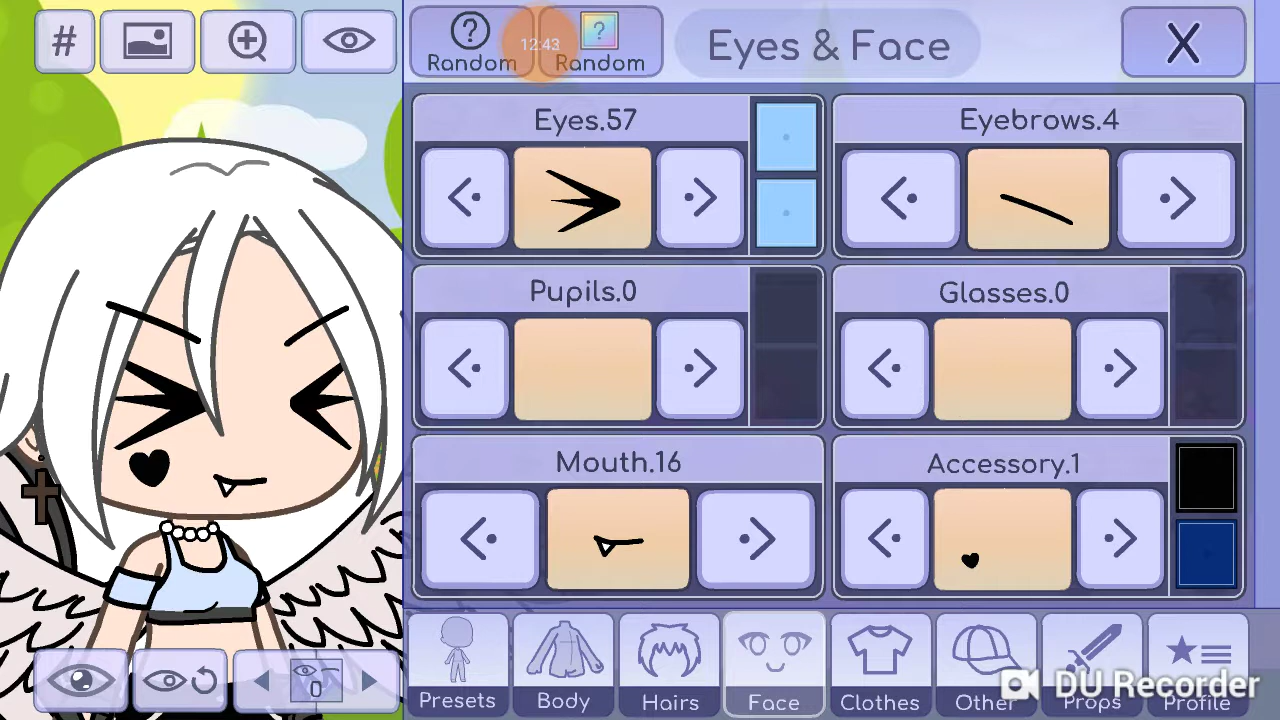 #
? Random
12:43
? Random
Eyes & Face
X
Eyes.57
Eyebrows.4
Pupils.0
Glasses.0
Mouth.16
Accessory.1
0
Presets
Body
Hairs
Face
Clothes
Other
Props
Profile
DU Recorder